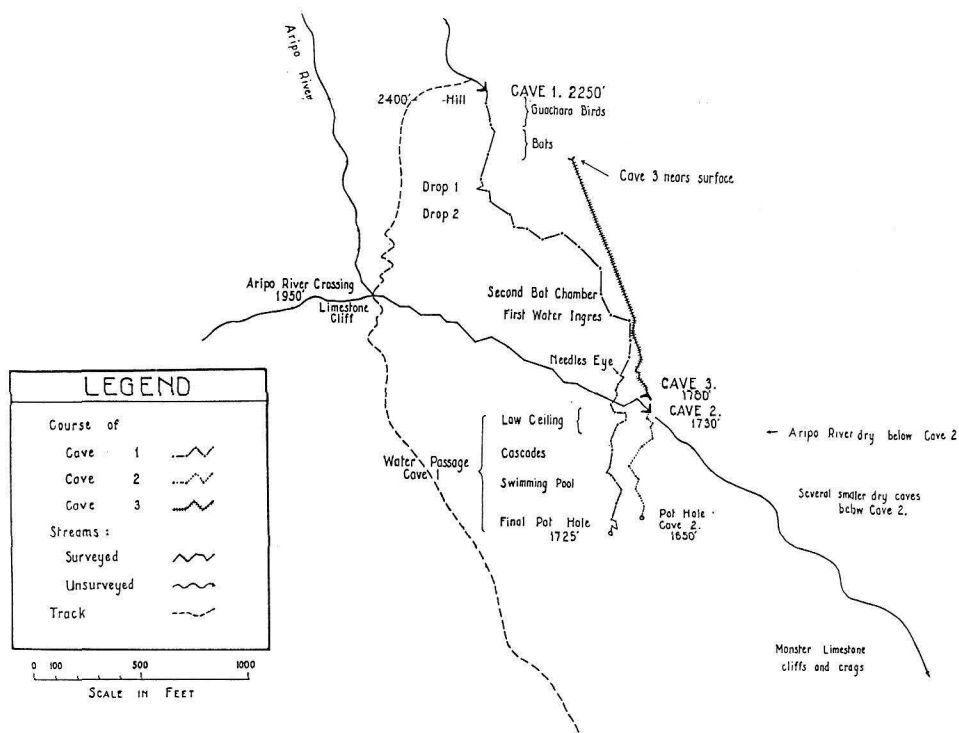 Aripo
River
2400' -Hill
CAVE 1. 2250'
Guacharo Birds
Bats
Cave 3 nears surface
Drop 1
Drop 2
Aripo River Crossing
1950'
Limestone
Cliff
Second Bat Chamber
First Water Ingres
Needles Eye
CAVE 3.
1760'
CAVE 2.
1730'
Aripo River dry below Cave 2
Water Passage
Cave 1
Low Ceiling
Cascades
Swimming Pool
Final Pot Hole
1725'
Pot Hole
Cave 2.
1650'
Several smaller dry caves
below Cave 2.
Monster Limestone
cliffs and crags
LEGEND
Course of
Cave 1
Cave 2
Cave 3
Streams :
Surveyed
Unsurveyed
Track
0 100 500 1000
SCALE IN FEET